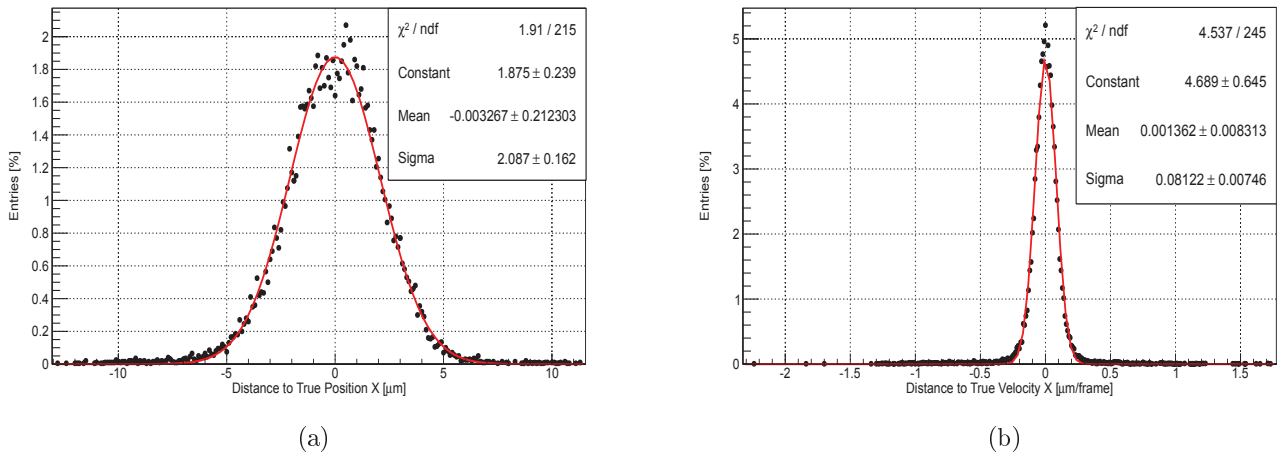 χ² / ndf 1.91 / 215
Constant 1.875 ± 0.239
Mean -0.003267 ± 0.212303
Sigma 2.087 ± 0.162
Entries [%]
2
1.8
1.6
1.4
1.2
1
0.8
0.6
0.4
0.2
0
-10 -5 0 5 10
Distance to True Position X [μm]
(a)
χ² / ndf 4.537 / 245
Constant 4.689 ± 0.645
Mean 0.001362 ± 0.008313
Sigma 0.08122 ± 0.00746
Entries [%]
5
4
3
2
1
0
-2 -1.5 -1 -0.5 0 0.5 1 1.5
Distance to True Velocity X [μm/frame]
(b)